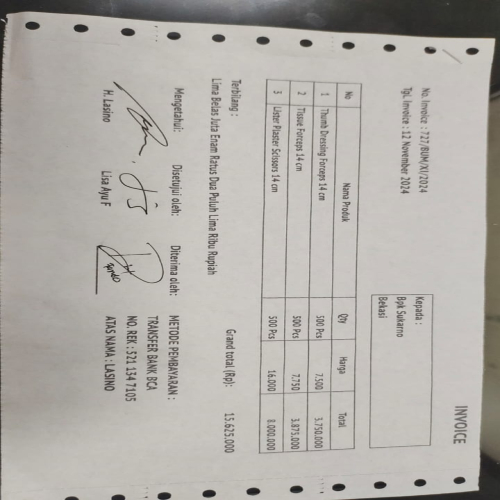 INVOICE
No. Invoice : 727/BUM/XI/2024
Tgl. Invoice : 12 November 2024
Kepada :
Bpk Sukarno
Bekasi
No Nama Produk Qty Harga Total
1 Thumb Dressing Forceps 14 cm 500 Pcs 7,500 3.750.000
2 Tissue Forceps 14 cm 500 Pcs 7,750 3.875.000
3 Lister Plaster Scissors 14 cm 500 Pcs 16.000 8.000.000
Grand total (Rp): 15.625.000
Terbilang :
Lima Belas Juta Enam Ratus Dua Puluh Lima Ribu Rupiah
Mengetahui: Disetujui oleh: Diterima oleh:
H. Lasino Lisa Ayu F
METODE PEMBAYARAN :
TRANSFER BANK BCA
NO. REK : 521 134 7105
ATAS NAMA : LASINO